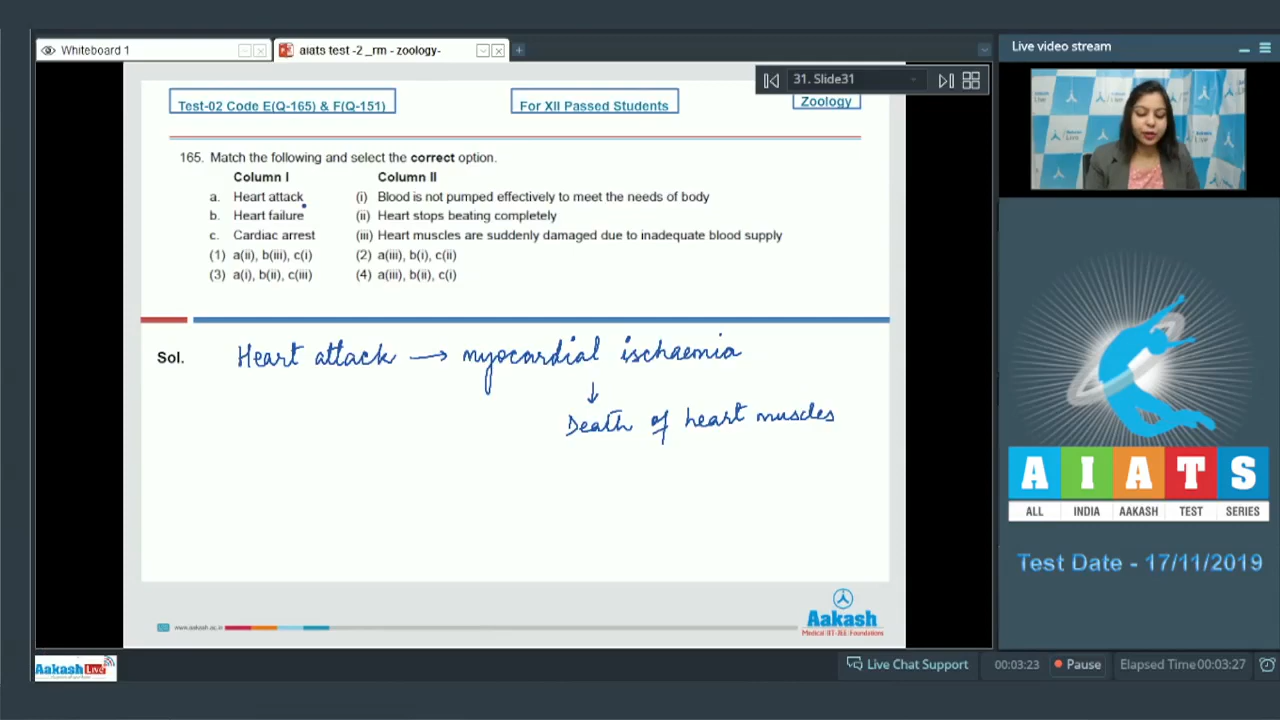 Whiteboard 1
aiats test -2 _rm - zoology-
Live video stream
31. Slide31
Test-02 Code E(Q-165) & F(Q-151)
For XII Passed Students
Zoology
165. Match the following and select the correct option.
Column I Column II
a. Heart attack (i) Blood is not pumped effectively to meet the needs of body
b. Heart failure (ii) Heart stops beating completely
c. Cardiac arrest (iii) Heart muscles are suddenly damaged due to inadequate blood supply
(1) a(ii), b(iii), c(i) (2) a(iii), b(i), c(ii)
(3) a(i), b(ii), c(iii) (4) a(iii), b(ii), c(i)
Sol. Heart attack → myocardial ischaemia
↓
Death of heart muscles
A I A T S
ALL INDIA AAKASH TEST SERIES
Test Date - 17/11/2019
Aakash
Medical|IIT-JEE|Foundations
www.aakash.ac.in
Aakash Live
Live Chat Support
00:03:23
Pause
Elapsed Time 00:03:27